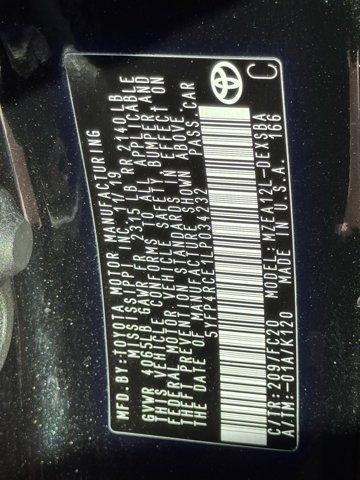 MFD.BY:TOYOTA MOTOR MANUFACTURING
MISSISSIPPI, INC. 11/19
GVWR 4065LB GAWR FR 2315 LB RR 2140LB
THIS VEHICLE CONFORMS TO ALL APPLICABLE
FEDERAL MOTOR VEHICLE SAFETY, BUMPER, AND
THEFT PREVENTION STANDARDS IN EFFECT ON
THE DATE OF MANUFACTURE SHOWN ABOVE.
5YFP4RCE1LP034232 PASS.CAR
C/TR:209/FC20 MODEL:MZEA12L-DEXSBA
A/TM:-01A/K120 MADE IN U.S.A. 166
C
TOYOTA